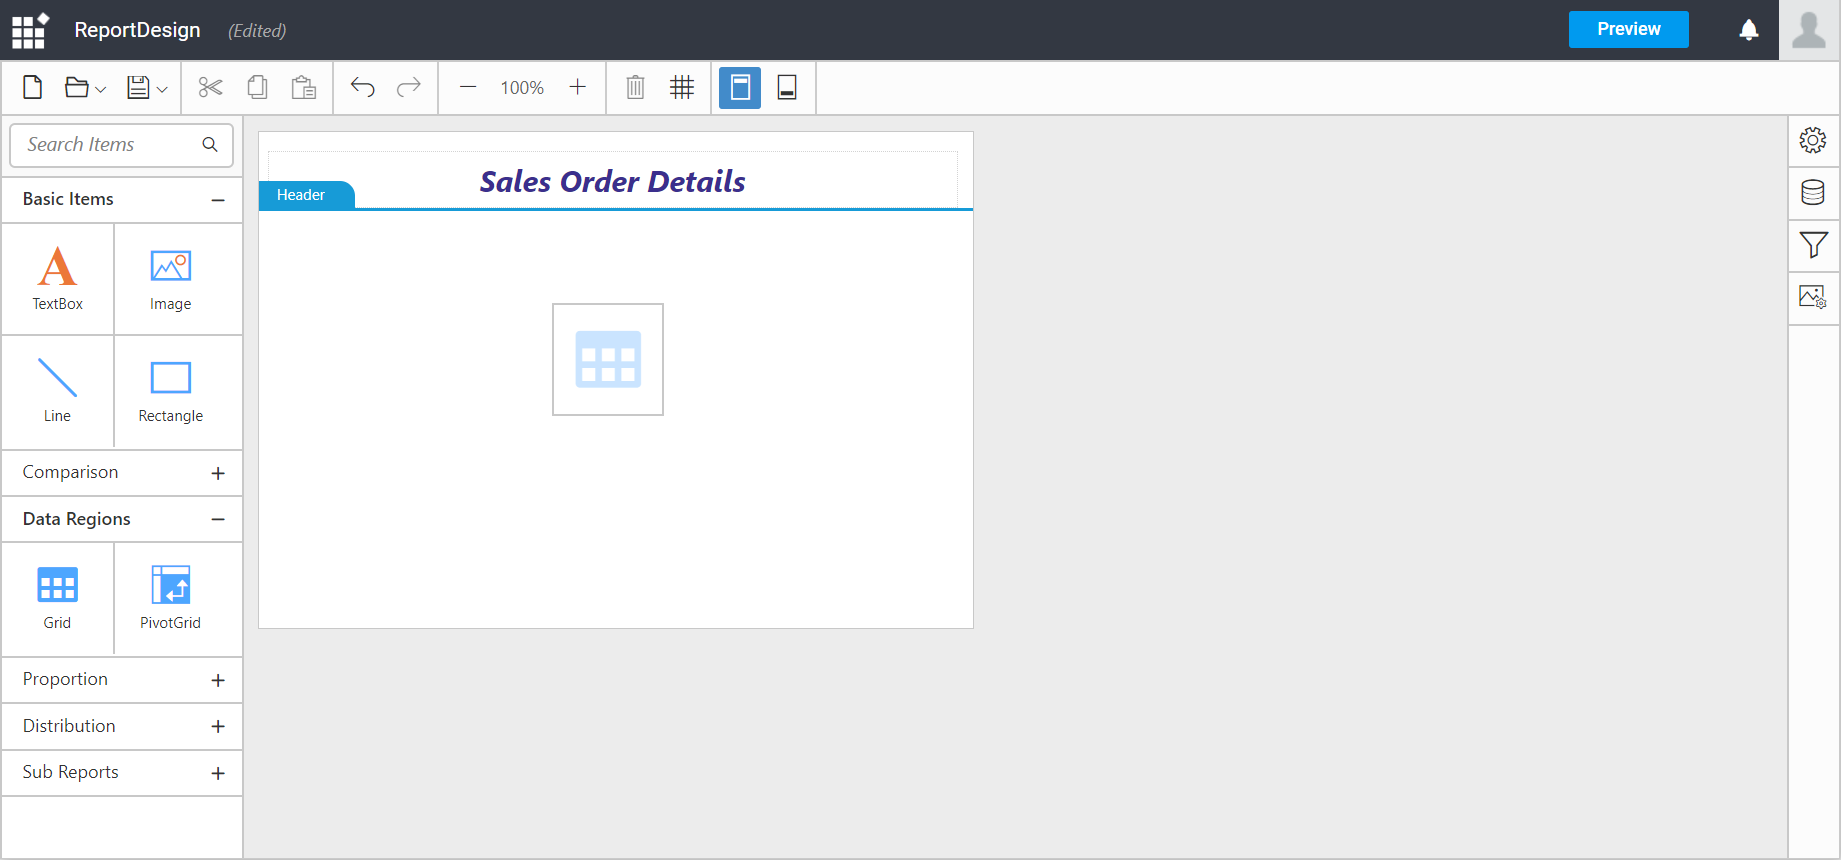 ReportDesign (Edited)
Preview
100%
Search Items
Basic Items
TextBox
Image
Line
Rectangle
Comparison
Data Regions
Grid
PivotGrid
Proportion
Distribution
Sub Reports
Sales Order Details
Header